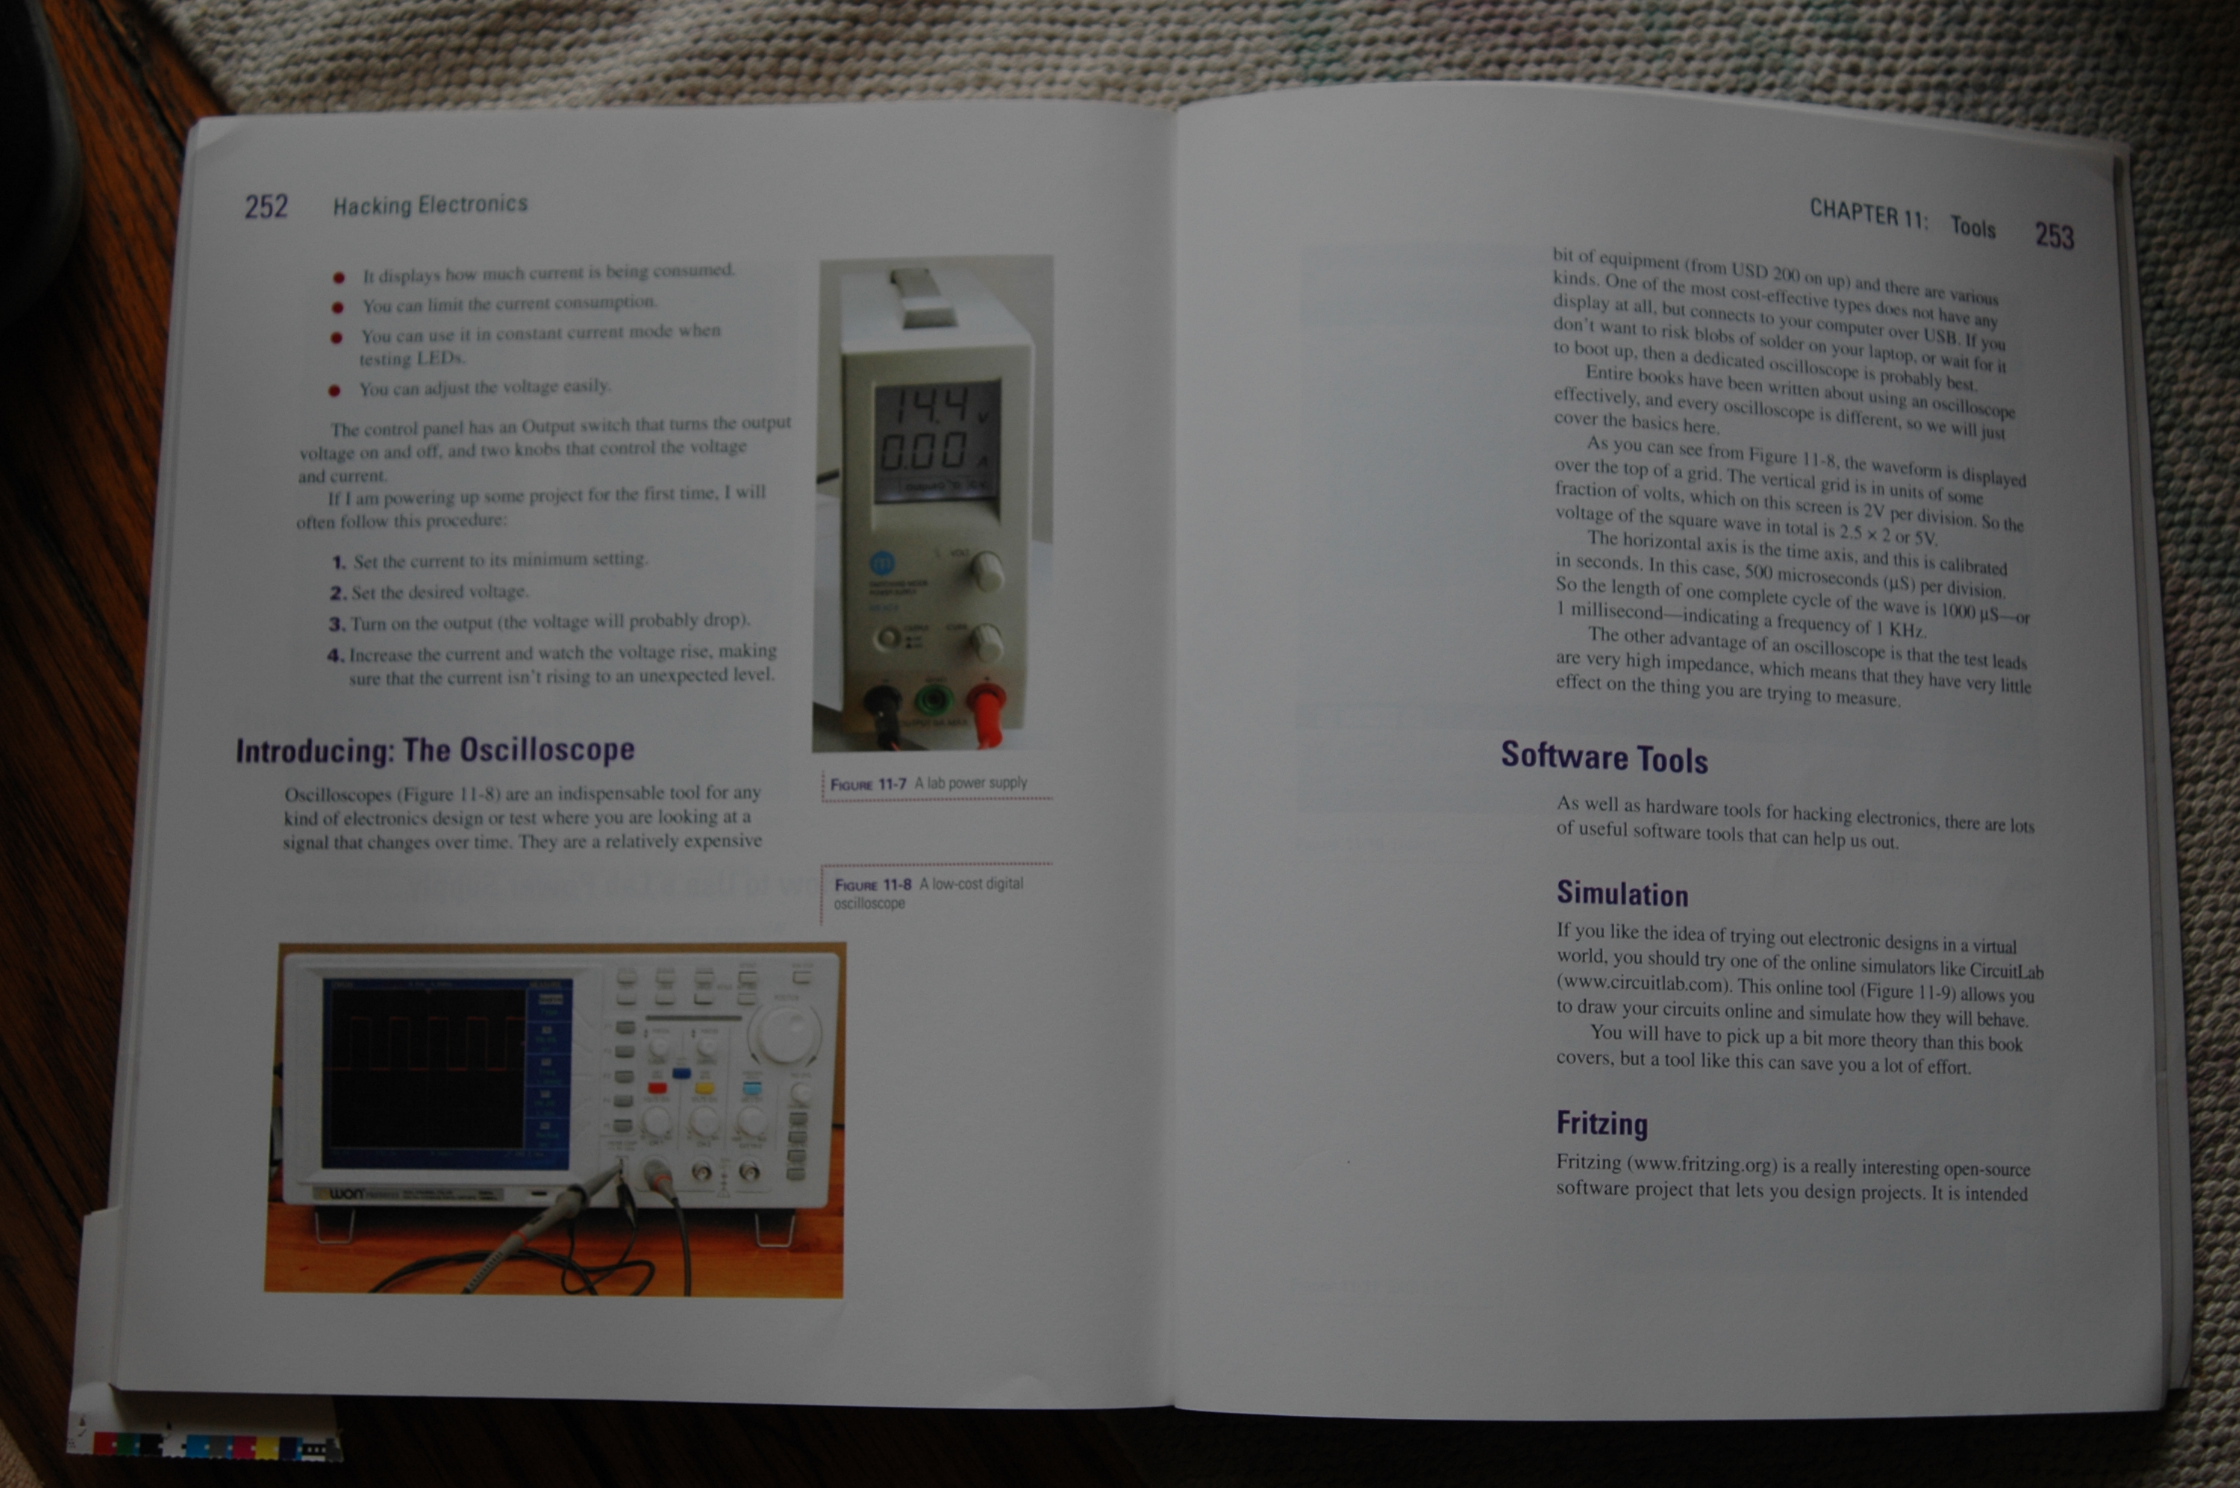 252 Hacking Electronics
It displays how much current is being consumed.
You can limit the current consumption.
You can use it in constant current mode when
testing LEDs.
You can adjust the voltage easily.
The control panel has an Output switch that turns the output
voltage on and off, and two knobs that control the voltage
and current.
If I am powering up some project for the first time, I will
often follow this procedure:
1. Set the current to its minimum setting.
2. Set the desired voltage.
3. Turn on the output (the voltage will probably drop).
4. Increase the current and watch the voltage rise, making
sure that the current isn't rising to an unexpected level.
14.4 V
0.00 A
FIGURE 11-7 A lab power supply
Introducing: The Oscilloscope
Oscilloscopes (Figure 11-8) are an indispensable tool for any
kind of electronics design or test where you are looking at a
signal that changes over time. They are a relatively expensive
FIGURE 11-8 A low-cost digital
oscilloscope
CHAPTER 11: Tools 253
bit of equipment (from USD 200 on up) and there are various
kinds. One of the most cost-effective types does not have any
display at all, but connects to your computer over USB. If you
don't want to risk blobs of solder on your laptop, or wait for it
to boot up, then a dedicated oscilloscope is probably best.
Entire books have been written about using an oscilloscope
effectively, and every oscilloscope is different, so we will just
cover the basics here.
As you can see from Figure 11-8, the waveform is displayed
over the top of a grid. The vertical grid is in units of some
fraction of volts, which on this screen is 2V per division. So the
voltage of the square wave in total is 2.5 × 2 or 5V.
The horizontal axis is the time axis, and this is calibrated
in seconds. In this case, 500 microseconds (μS) per division.
So the length of one complete cycle of the wave is 1000 μS—or
1 millisecond—indicating a frequency of 1 KHz.
The other advantage of an oscilloscope is that the test leads
are very high impedance, which means that they have very little
effect on the thing you are trying to measure.
Software Tools
As well as hardware tools for hacking electronics, there are lots
of useful software tools that can help us out.
Simulation
If you like the idea of trying out electronic designs in a virtual
world, you should try one of the online simulators like CircuitLab
(www.circuitlab.com). This online tool (Figure 11-9) allows you
to draw your circuits online and simulate how they will behave.
You will have to pick up a bit more theory than this book
covers, but a tool like this can save you a lot of effort.
Fritzing
Fritzing (www.fritzing.org) is a really interesting open-source
software project that lets you design projects. It is intended